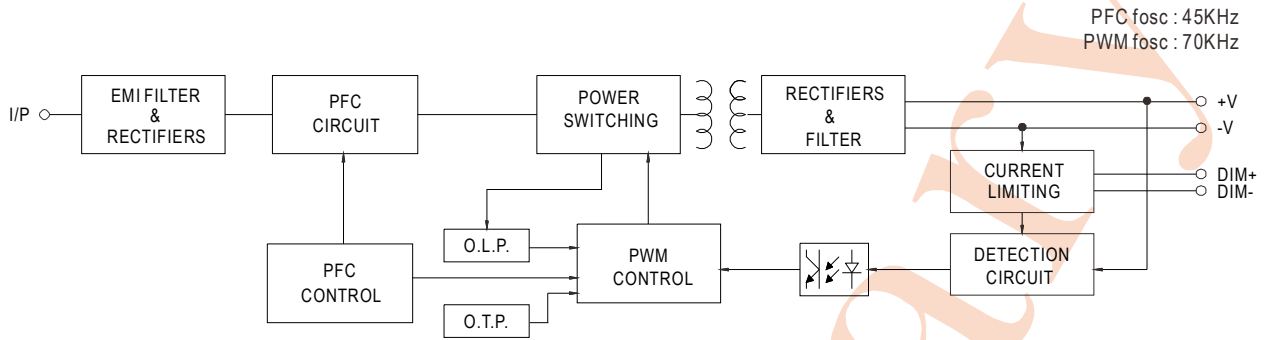 PFC fosc : 45KHz
PWM fosc : 70KHz
I/P
EMI FILTER
&
RECTIFIERS
PFC
CIRCUIT
POWER
SWITCHING
RECTIFIERS
&
FILTER
+V
-V
CURRENT
LIMITING
DIM+
DIM-
O.L.P.
PFC
CONTROL
PWM
CONTROL
DETECTION
CIRCUIT
O.T.P.